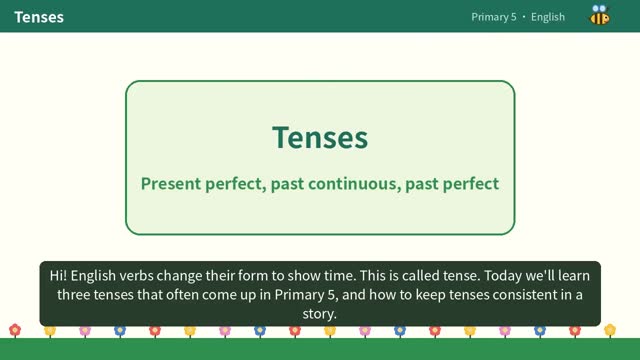 Tenses
Primary 5 • English
Tenses
Present perfect, past continuous, past perfect
Hi! English verbs change their form to show time. This is called tense. Today we'll learn
three tenses that often come up in Primary 5, and how to keep tenses consistent in a
story.